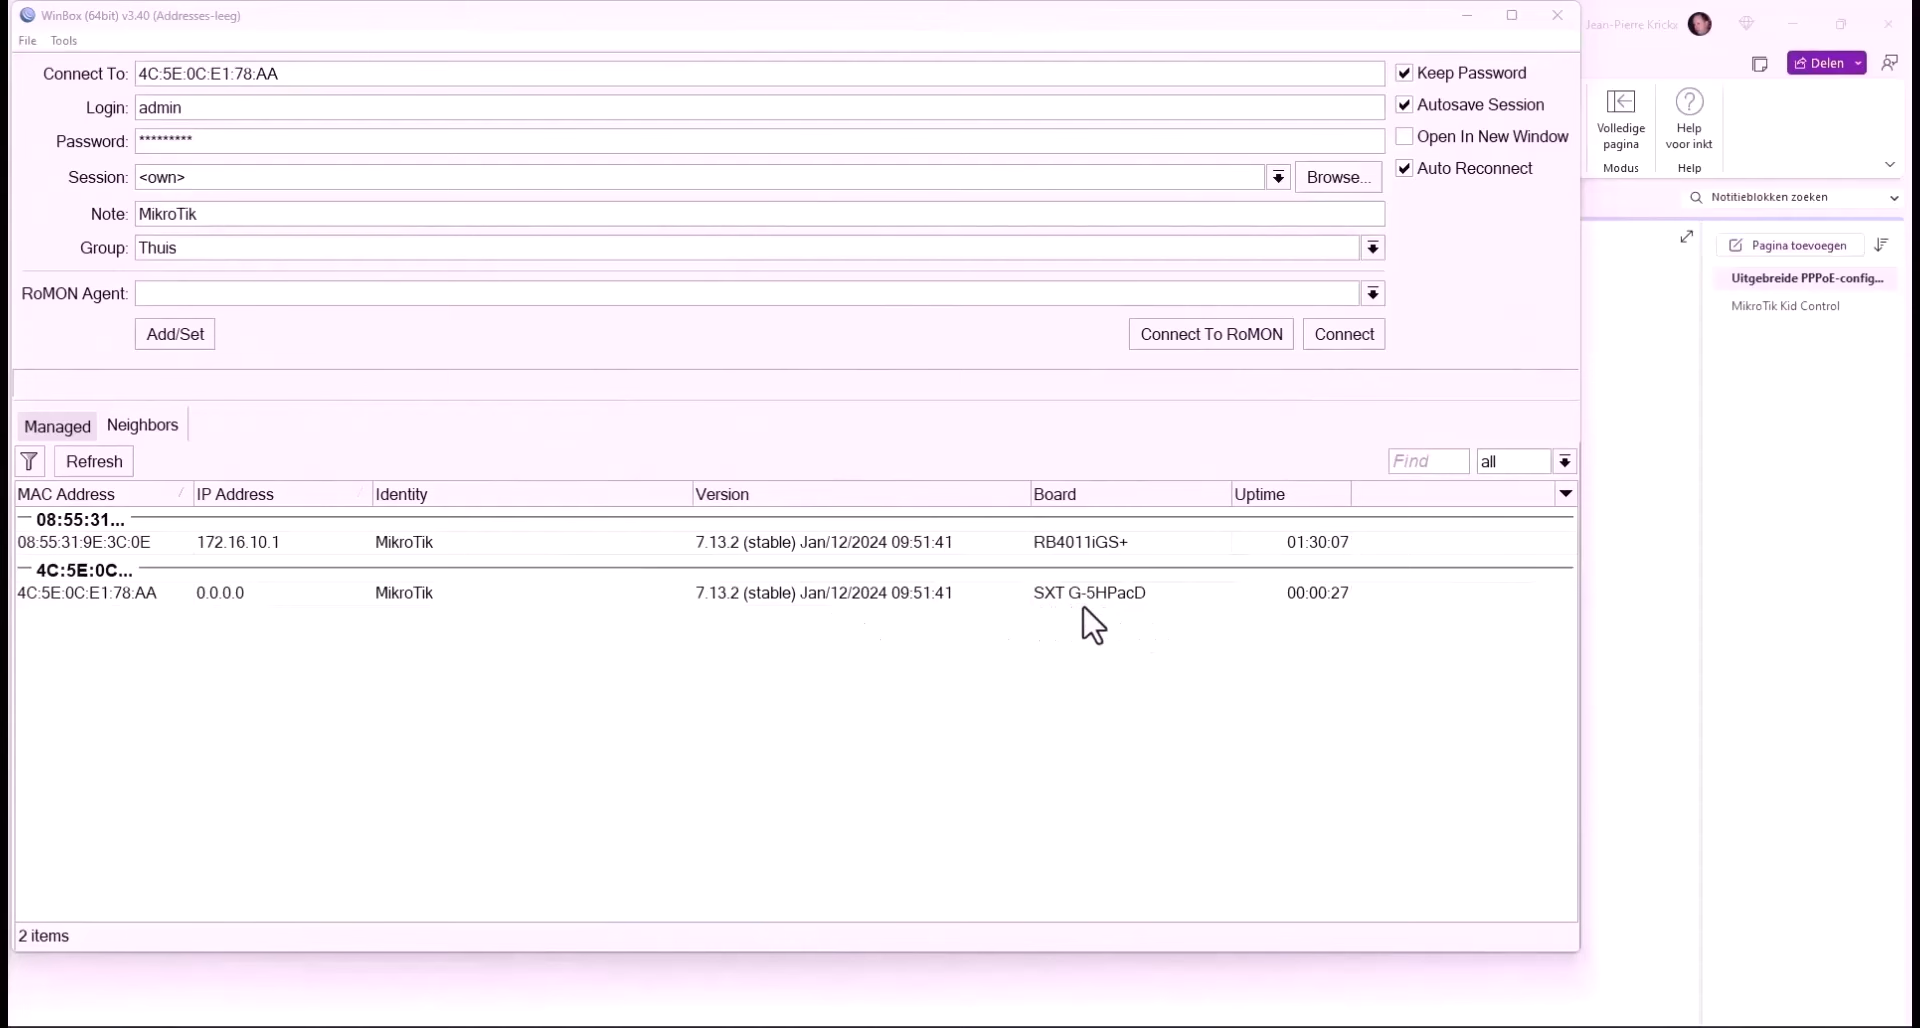 WinBox (64bit) v3.40 (Addresses-leeg)
Jean-Pierre Krickx
File Tools
Connect To: 4C:5E:0C:E1:78:AA
Keep Password
Delen
Login: admin
Autosave Session
Password: *********
Open In New Window
Volledige pagina
Help voor inkt
Session: <own>
Browse...
Auto Reconnect
Modus
Help
Notitieblokken zoeken
Note: MikroTik
Group: Thuis
Pagina toevoegen
Uitgebreide PPPoE-config...
RoMON Agent:
MikroTik Kid Control
Add/Set
Connect To RoMON
Connect
Managed Neighbors
Refresh
Find
all
MAC Address IP Address Identity Version Board Uptime
08:55:31...
08:55:31:9E:3C:0E 172.16.10.1 MikroTik 7.13.2 (stable) Jan/12/2024 09:51:41 RB4011iGS+ 01:30:07
4C:5E:0C...
4C:5E:0C:E1:78:AA 0.0.0.0 MikroTik 7.13.2 (stable) Jan/12/2024 09:51:41 SXT G-5HPacD 00:00:27
2 items